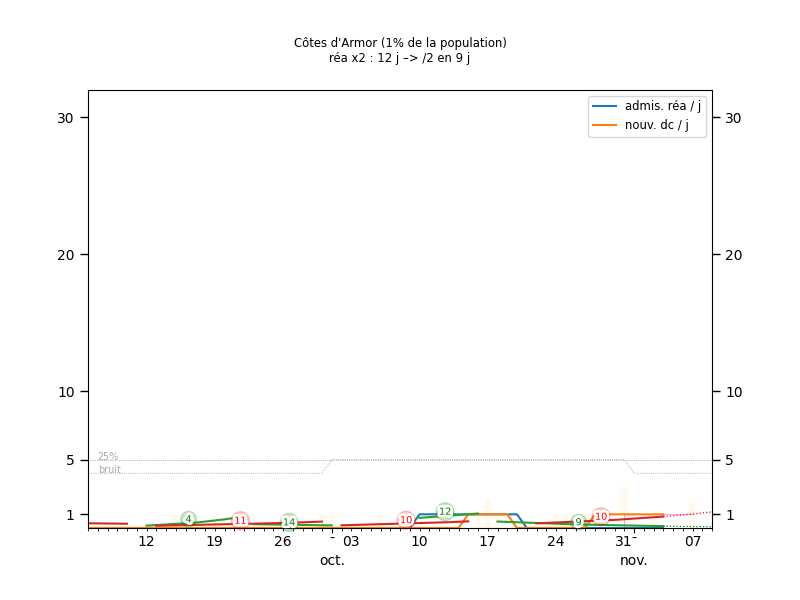 Côtes d'Armor (1% de la population)
réa x2 : 12 j –> /2 en 9 j
admis. réa / j
nouv. dc / j
30 30
20 20
10 10
5 5
1 1
25%
bruit
4 11 14 10 12 9 10
12 19 26 - 03 10 17 24 31- 07
oct. nov.